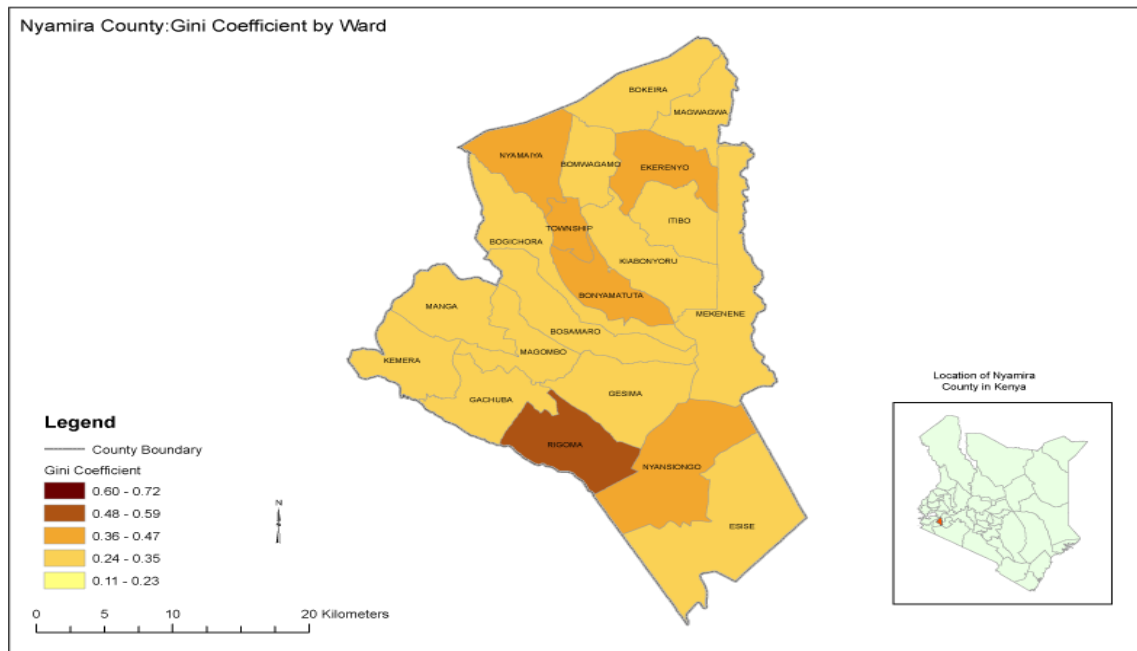 Nyamira County:Gini Coefficient by Ward
BOKEIRA
MAGWAGWA
NYAMAIYA
BOMWAGAMO
EKERENYO
ITIBO
TOWNSHIP
BOGICHORA
KIABONYORU
BONYAMATUTA
MANGA
MEKENENE
BOSAMARO
MAGOMBO
KEMERA
GESIMA
GACHUBA
RIGOMA
NYANSIONGO
ESISE
Location of Nyamira
County in Kenya
Legend
County Boundary
Gini Coefficient
0.60 - 0.72
0.48 - 0.59
0.36 - 0.47
0.24 - 0.35
0.11 - 0.23
N
0 5 10 20 Kilometers